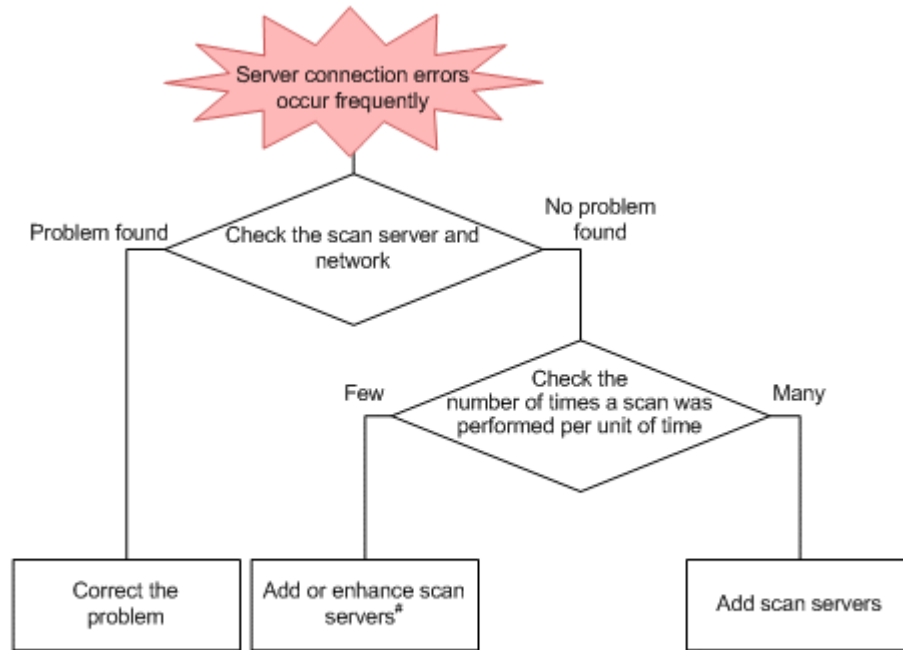 Server connection errors
occur frequently
Problem found
No problem
found
Check the scan server and
network
Few
Check the
number of times a scan was
performed per unit of time
Many
Correct the
problem
Add or enhance scan
servers#
Add scan servers